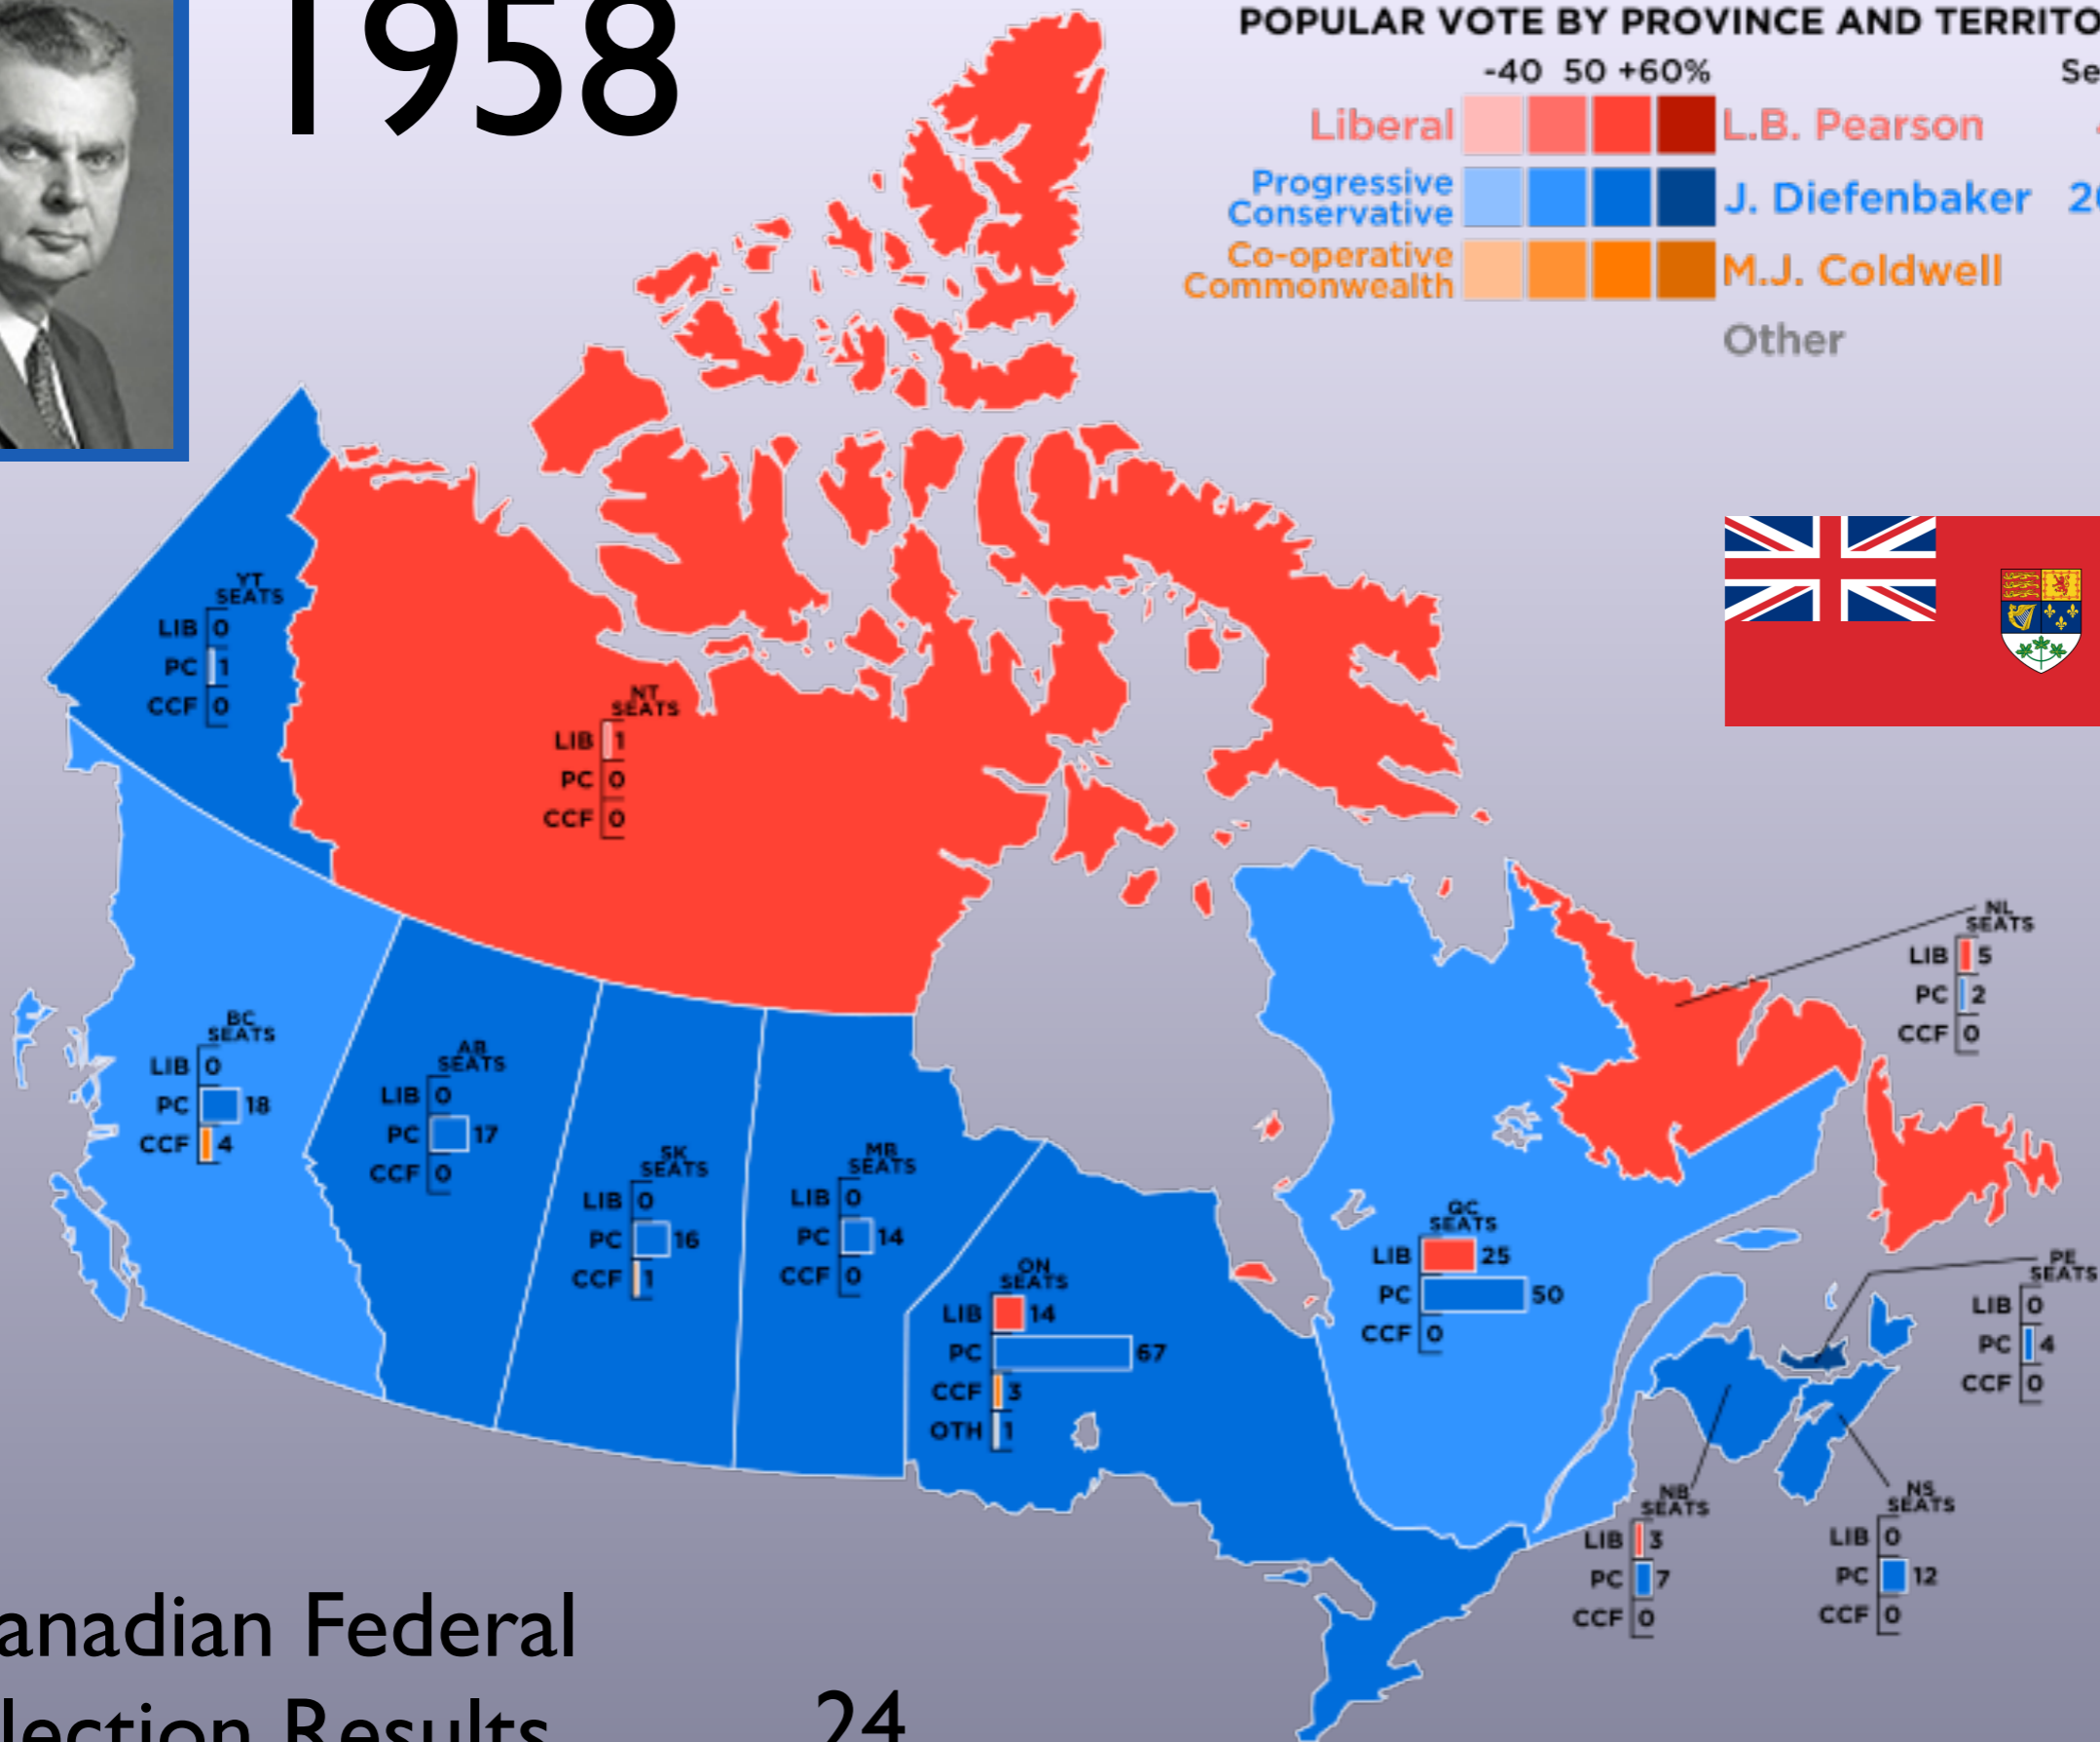 1958
POPULAR VOTE BY PROVINCE AND TERRITO
-40 50 +60% Se
Liberal L.B. Pearson
Progressive
Conservative J. Diefenbaker 2
Co-operative
Commonwealth M.J. Coldwell
Other
YT
SEATS
LIB 0
PC 1
CCF 0
NT
SEATS
LIB 1
PC 0
CCF 0
NL
SEATS
LIB 5
PC 2
CCF 0
BC
SEATS
LIB 0
PC 18
CCF 4
AB
SEATS
LIB 0
PC 17
CCF 0
SK
SEATS
LIB 0
PC 16
CCF 1
MB
SEATS
LIB 0
PC 14
CCF 0
ON
SEATS
LIB 14
PC 67
CCF 3
OTH 1
QC
SEATS
LIB 25
PC 50
CCF 0
PE
SEATS
LIB 0
PC 4
CCF 0
NB
SEATS
LIB 3
PC 7
CCF 0
NS
SEATS
LIB 0
PC 12
CCF 0
anadian Federal
lection Results
24